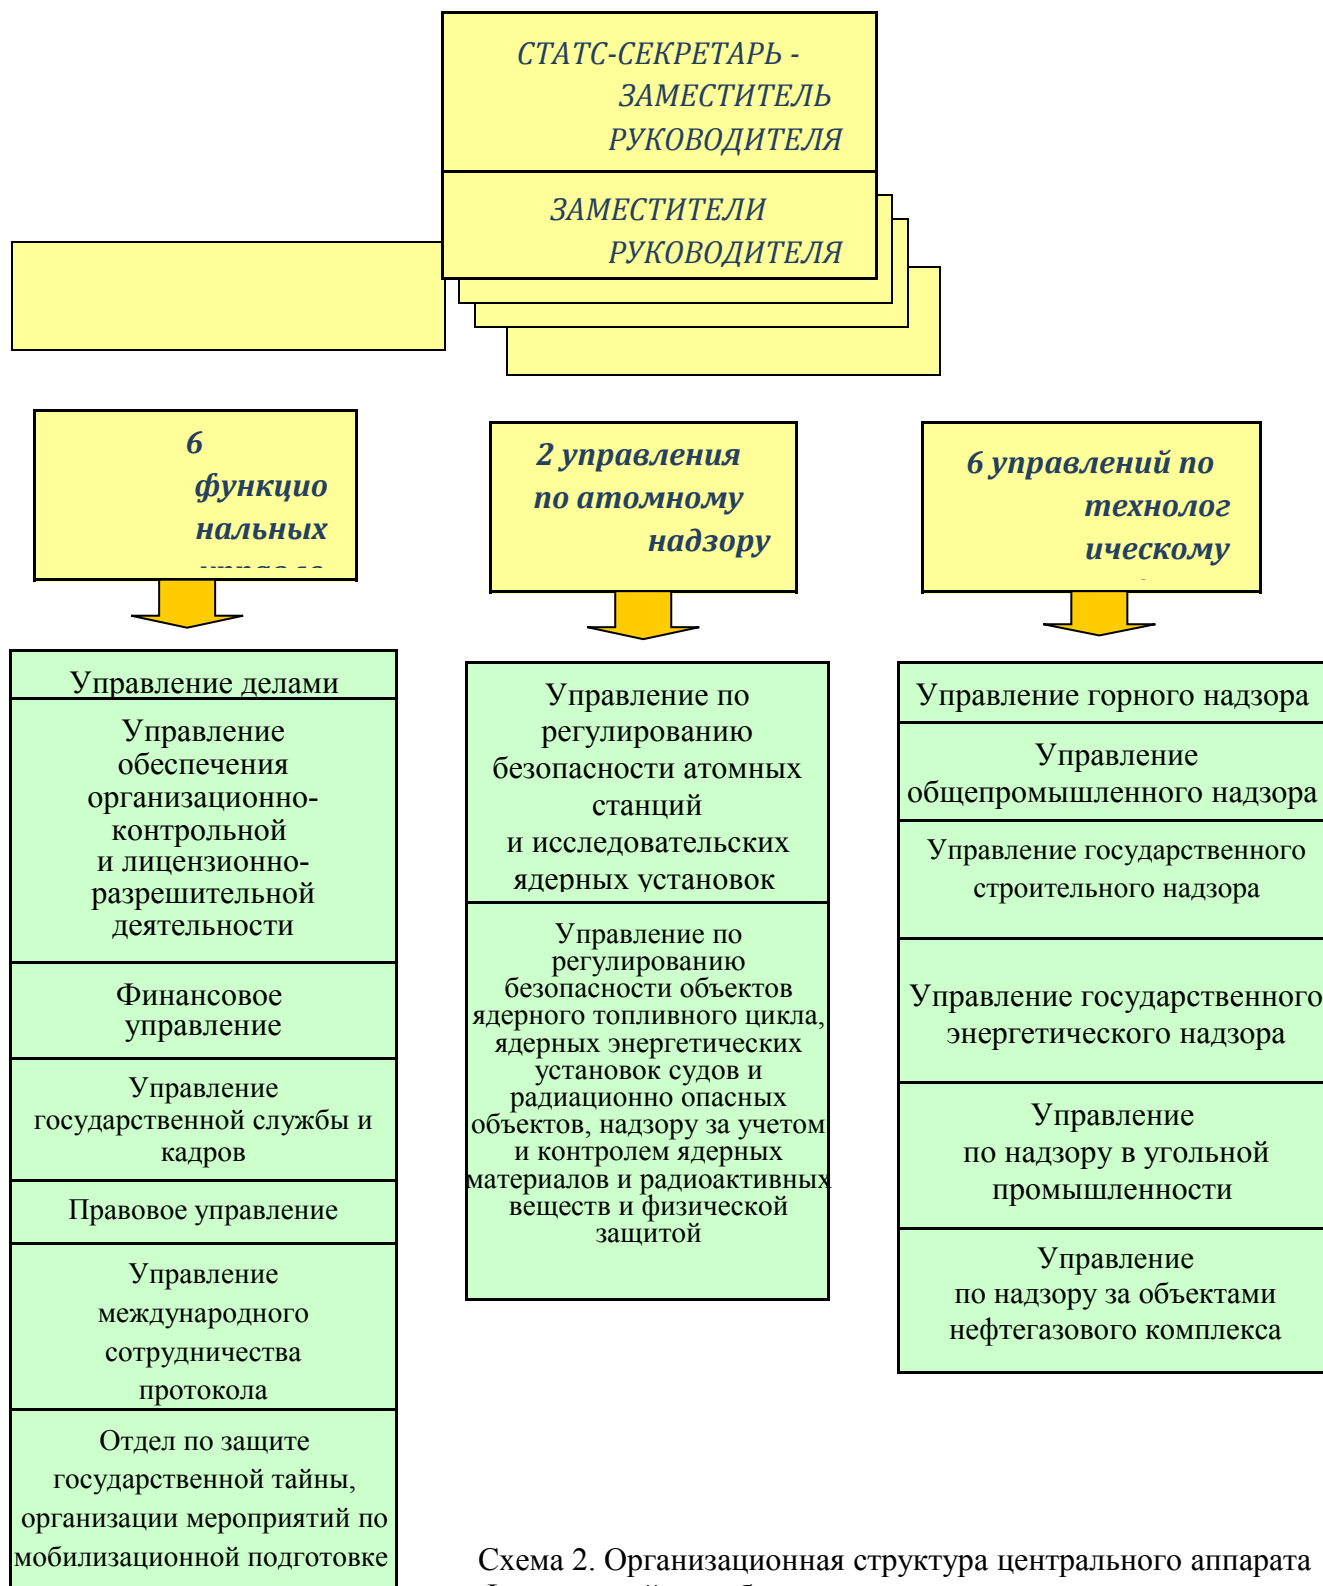 СТАТС-СЕКРЕТАРЬ -
ЗАМЕСТИТЕЛЬ
РУКОВОДИТЕЛЯ
ЗАМЕСТИТЕЛИ
РУКОВОДИТЕЛЯ
6
функцио
нальных
2 управления
по атомному
надзору
6 управлений по
технолог
ическому
Управление делами
Управление
обеспечения
организационно-
контрольной
и лицензионно-
разрешительной
деятельности
Финансовое
управление
Управление
государственной службы и
кадров
Правовое управление
Управление
международного
сотрудничества
протокола
Отдел по защите
государственной тайны,
организации мероприятий по
мобилизационной подготовке
Управление по
регулированию
безопасности атомных
станций
и исследовательских
ядерных установок
Управление по
регулированию
безопасности объектов
ядерного топливного цикла,
ядерных энергетических
установок судов и
радиационно опасных
объектов, надзору за учетом
и контролем ядерных
материалов и радиоактивных
веществ и физической
защитой
Управление горного надзора
Управление
общепромышленного надзора
Управление государственного
строительного надзора
Управление государственного
энергетического надзора
Управление
по надзору в угольной
промышленности
Управление
по надзору за объектами
нефтегазового комплекса
Схема 2. Организационная структура центрального аппарата